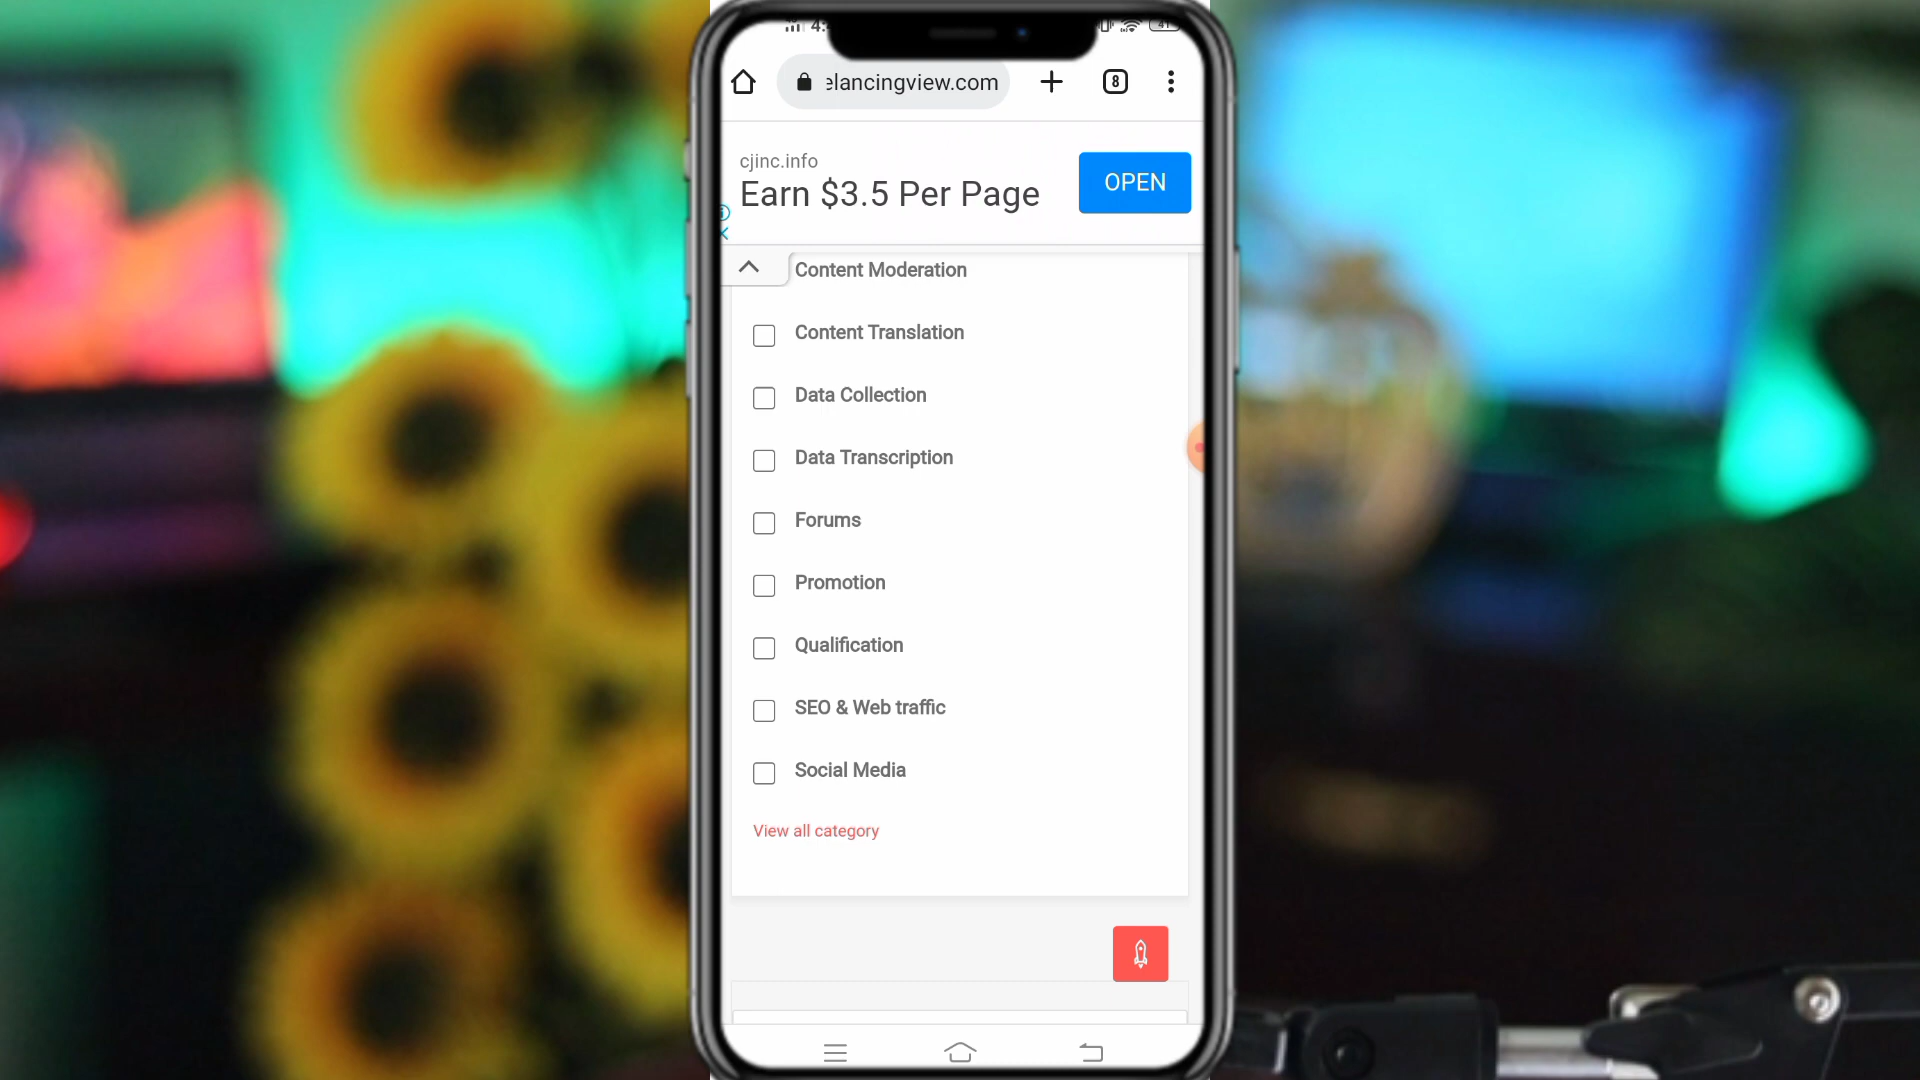 elancingview.com
8
cjinc.info
Earn $3.5 Per Page
OPEN
Content Moderation
Content Translation
Data Collection
Data Transcription
Forums
Promotion
Qualification
SEO & Web traffic
Social Media
View all category